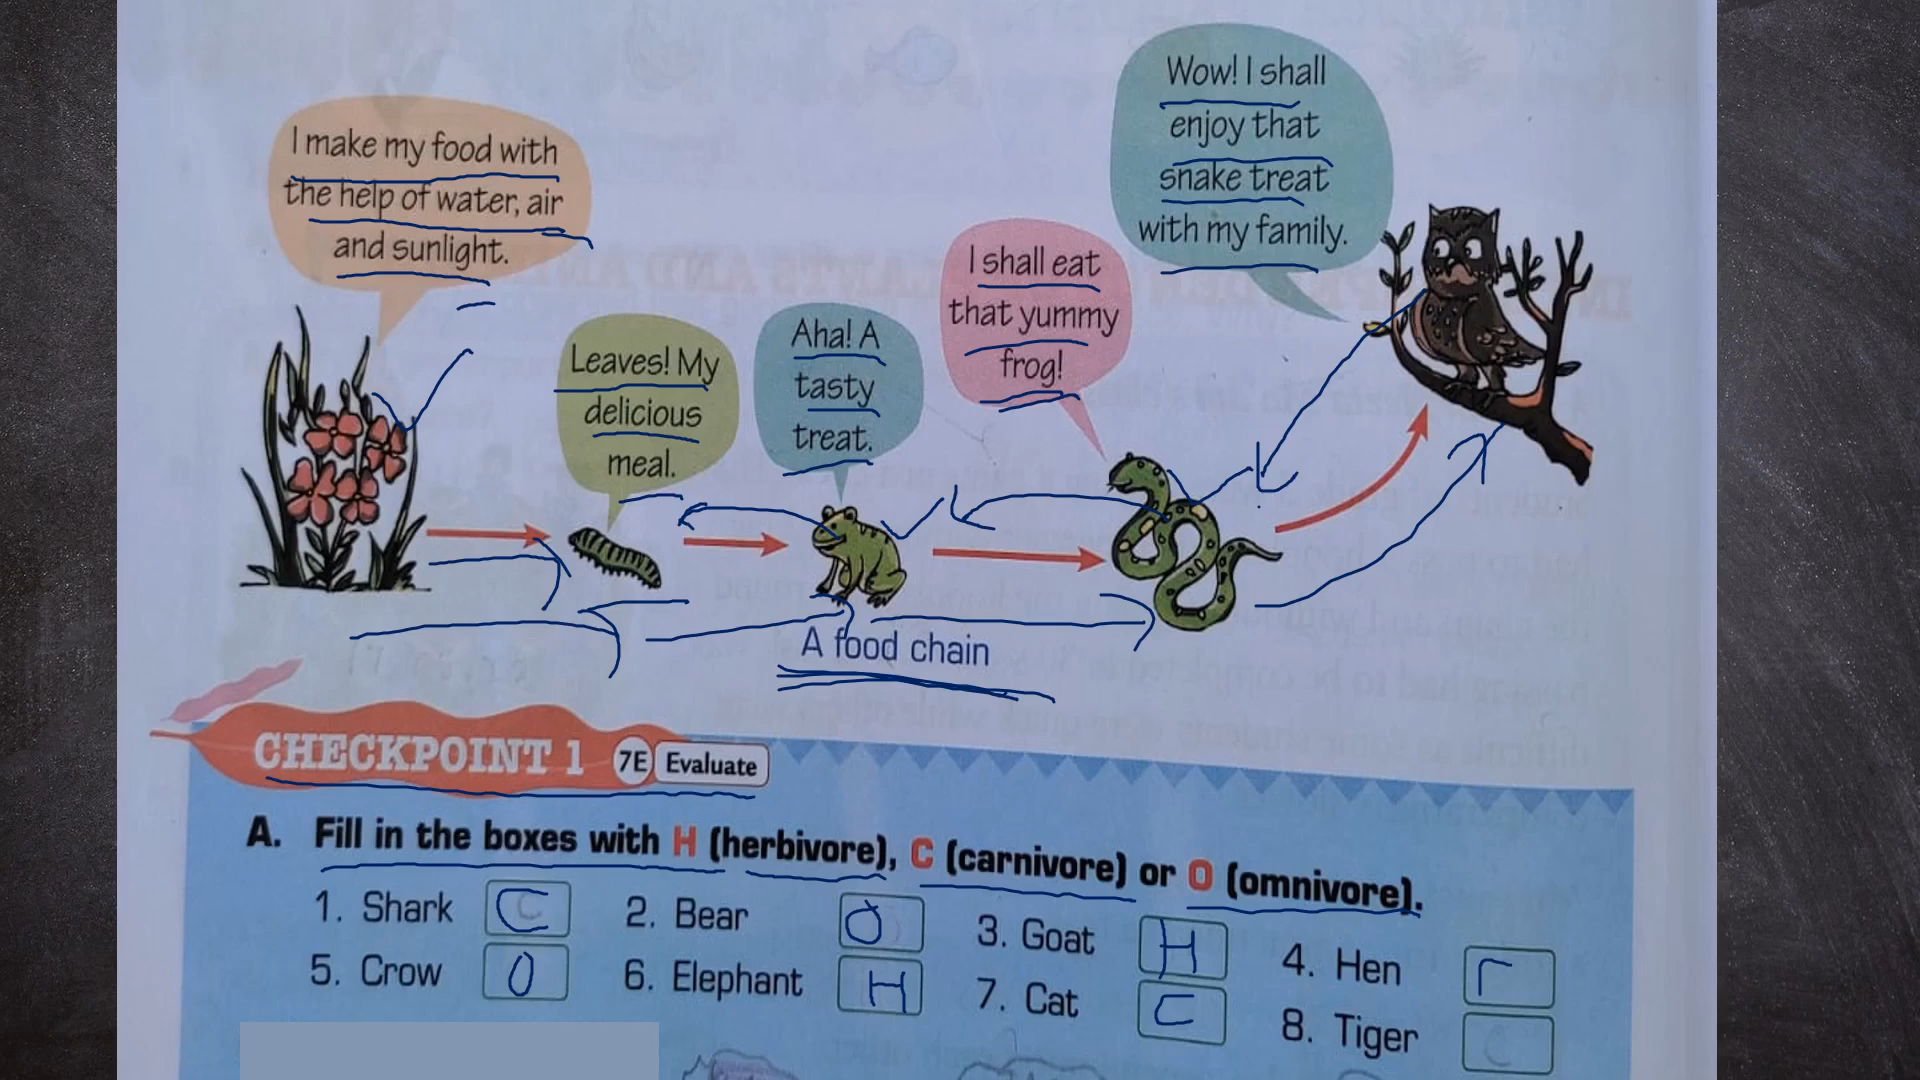 I make my food with
the help of water, air
and sunlight.
Leaves! My
delicious
meal.
Aha! A
tasty
treat.
I shall eat
that yummy
frog!
Wow! I shall
enjoy that
snake treat
with my family.
A food chain
CHECKPOINT 1 7E Evaluate
A. Fill in the boxes with H (herbivore), C (carnivore) or O (omnivore).
1. Shark C 2. Bear O 3. Goat H 4. Hen
5. Crow O 6. Elephant H 7. Cat C 8. Tiger C